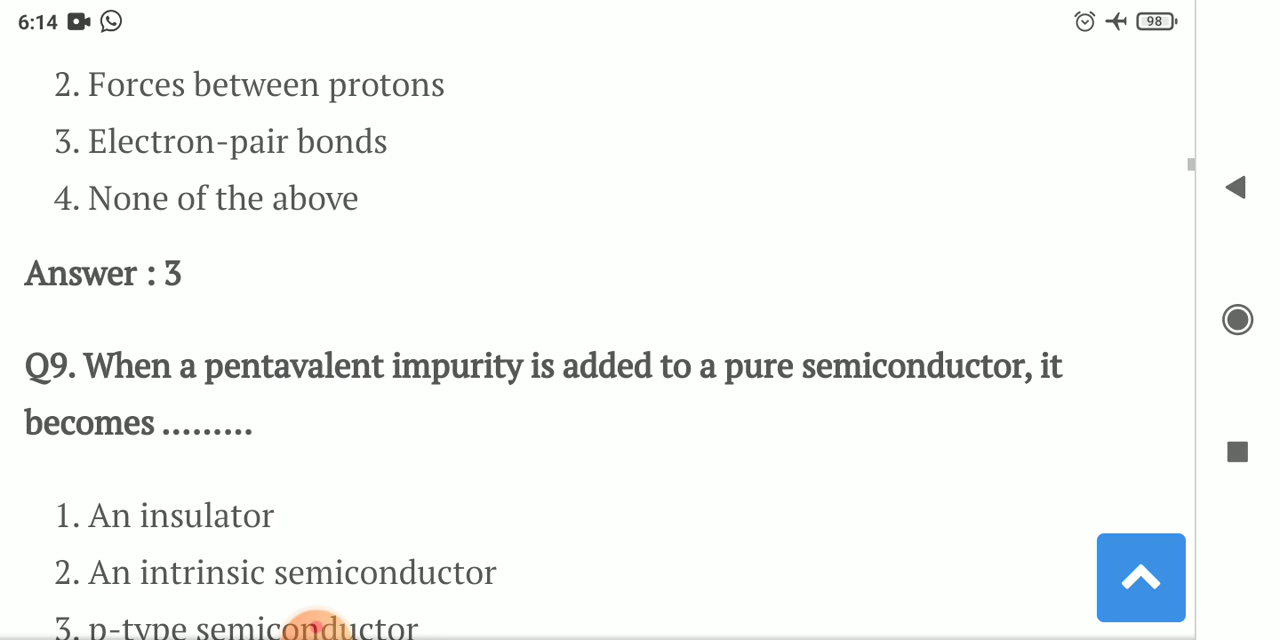 6:14 98
2. Forces between protons
3. Electron-pair bonds
4. None of the above
Answer : 3
Q9. When a pentavalent impurity is added to a pure semiconductor, it
becomes .........
1. An insulator
2. An intrinsic semiconductor
3. p-type semiconductor